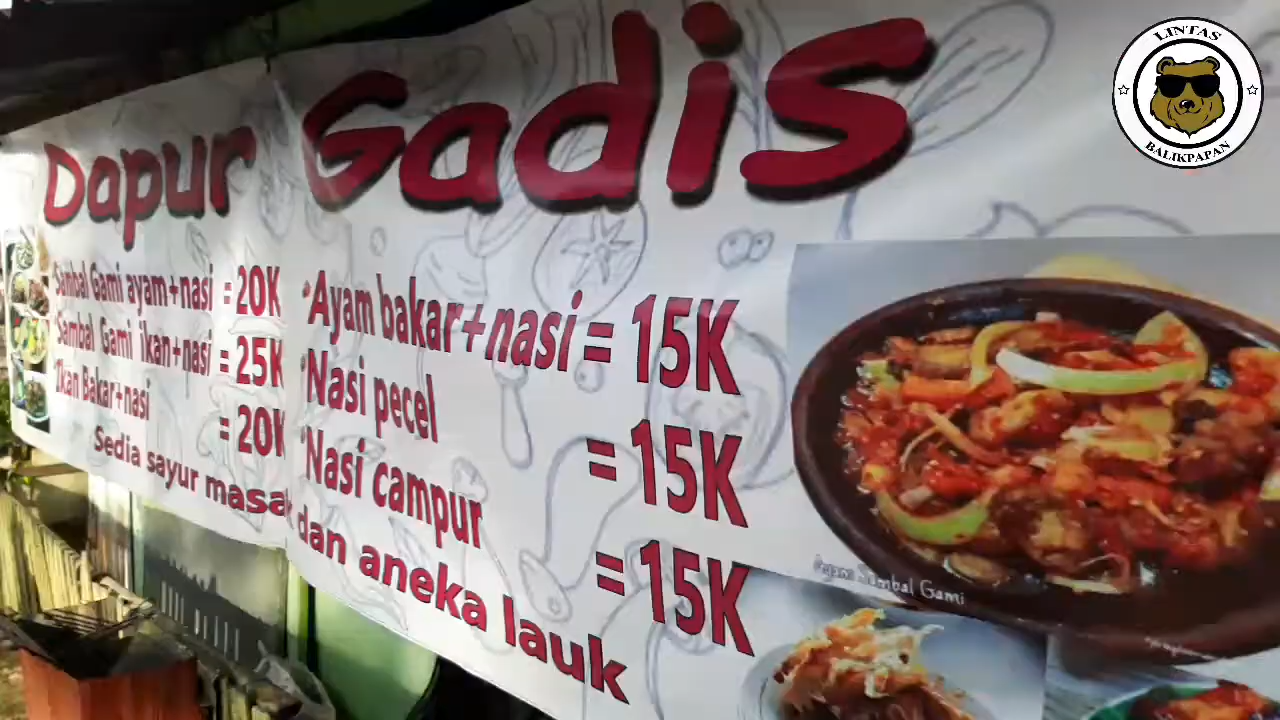 Dapur Gadis
Sambal Gami ayam+nasi = 20K
Sambal Gami ikan+nasi = 25K
Ikan Bakar+nasi = 20K
Ayam bakar+nasi = 15K
Nasi pecel = 15K
Nasi campur = 15K
Sedia sayur masak dan aneka lauk
Ayam Sambal Gami
LINTAS
BALIKPAPAN